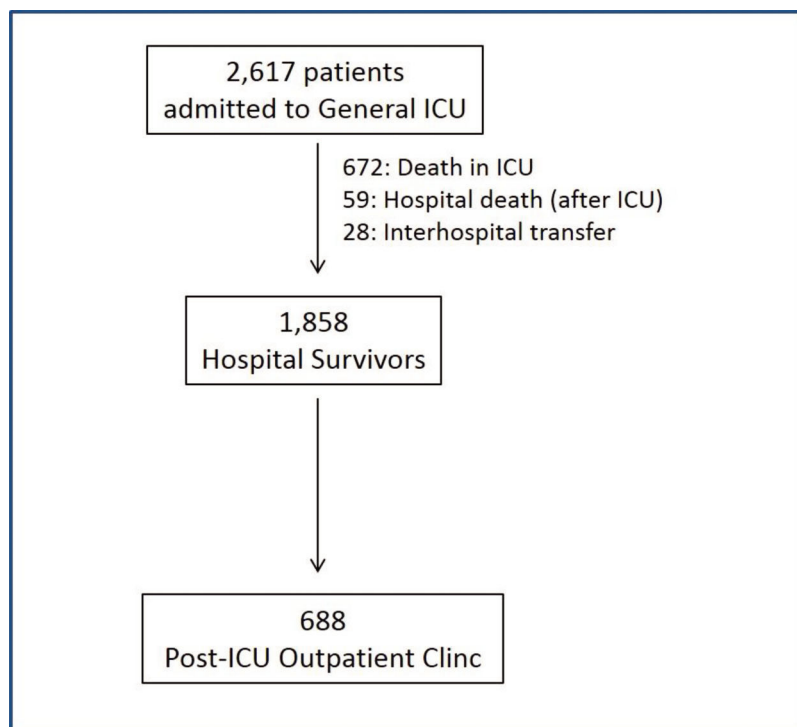 2,617 patients
admitted to General ICU
672: Death in ICU
59: Hospital death (after ICU)
28: Interhospital transfer
1,858
Hospital Survivors
688
Post-ICU Outpatient Clinc